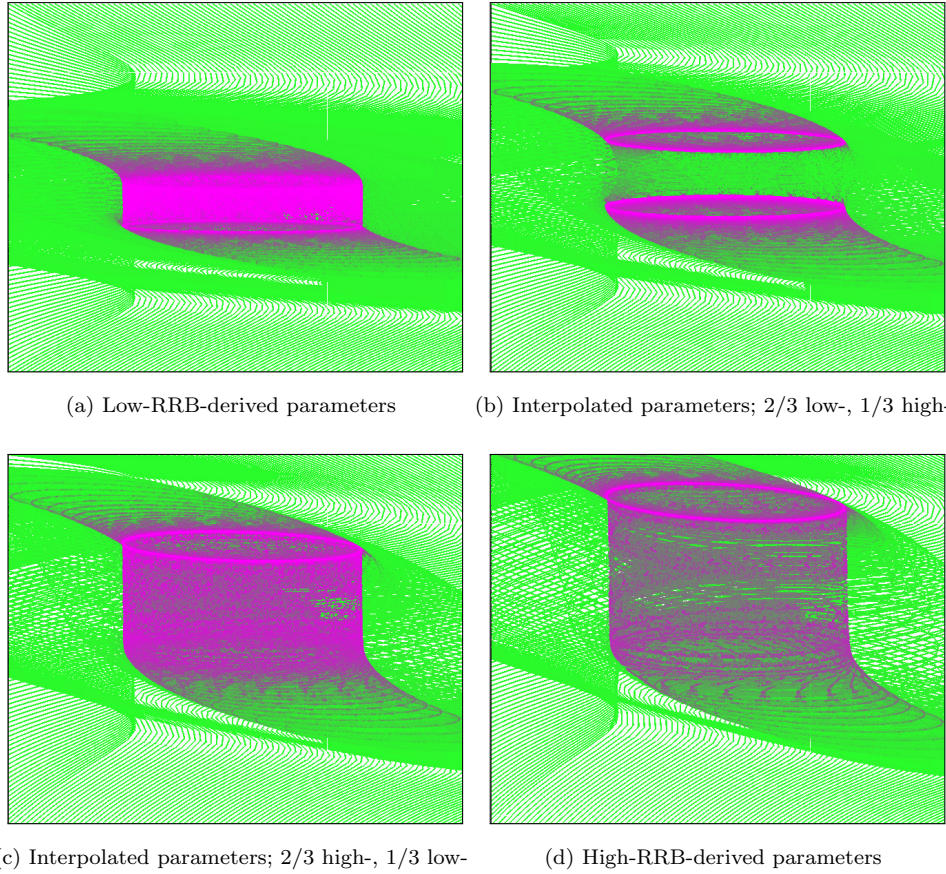 (a) Low-RRB-derived parameters
(b) Interpolated parameters; 2/3 low-, 1/3 high-
(c) Interpolated parameters; 2/3 high-, 1/3 low-
(d) High-RRB-derived parameters